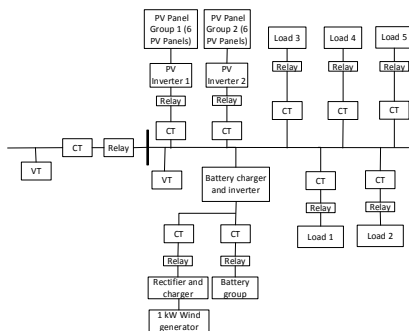 PV Panel
Group 1 (6
PV Panels)
PV Panel
Group 2 (6
PV Panels)
Load 3
Load 4
Load 5
PV
Inverter 1
PV
Inverter 2
Relay
Relay
Relay
Relay
Relay
CT
CT
CT
CT
CT
CT
Relay
VT
VT
Battery charger
and inverter
CT
CT
Relay
Relay
Load 1
Load 2
CT
CT
Relay
Relay
Rectifier and
charger
Battery
group
1 kW Wind
generator